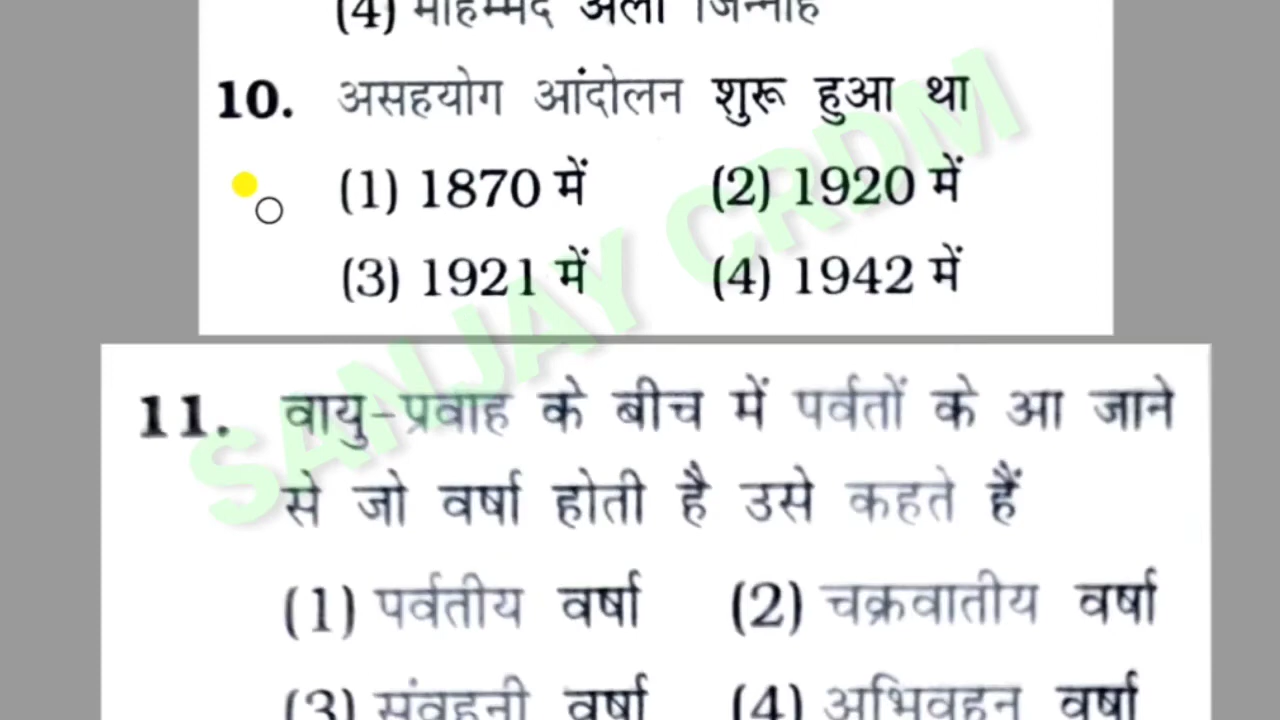 (4) मोहम्मद अली जिन्नाह
10. असहयोग आंदोलन शुरू हुआ था
(1) 1870 में (2) 1920 में
(3) 1921 में (4) 1942 में
SANJAY CRDM
11. वायु-प्रवाह के बीच में पर्वतों के आ जाने
से जो वर्षा होती है उसे कहते हैं
(1) पर्वतीय वर्षा (2) चक्रवातीय वर्षा
(3) संवहनी वर्षा (4) अभिवहन वर्षा